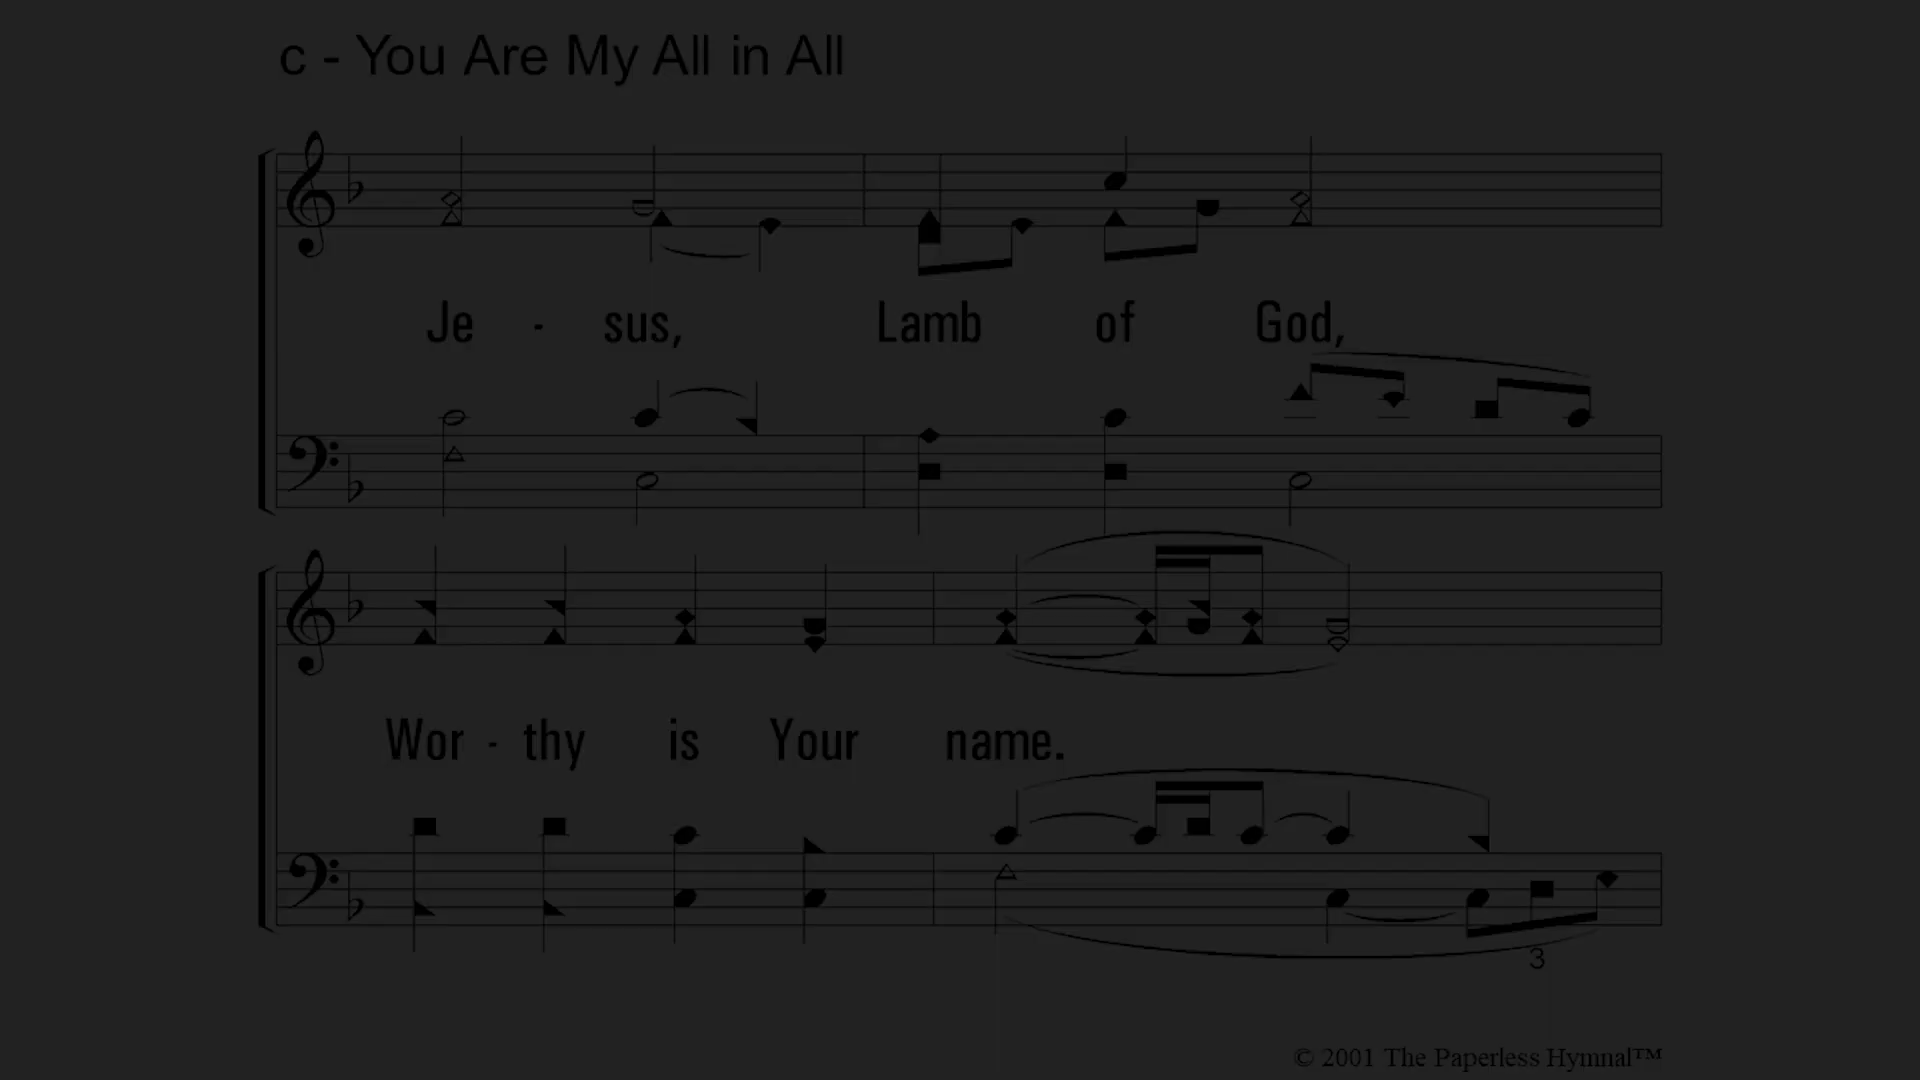 c - You Are My All in All
Je - sus, Lamb of God,
Wor - thy is Your name.
3
© 2001 The Paperless Hymnal™